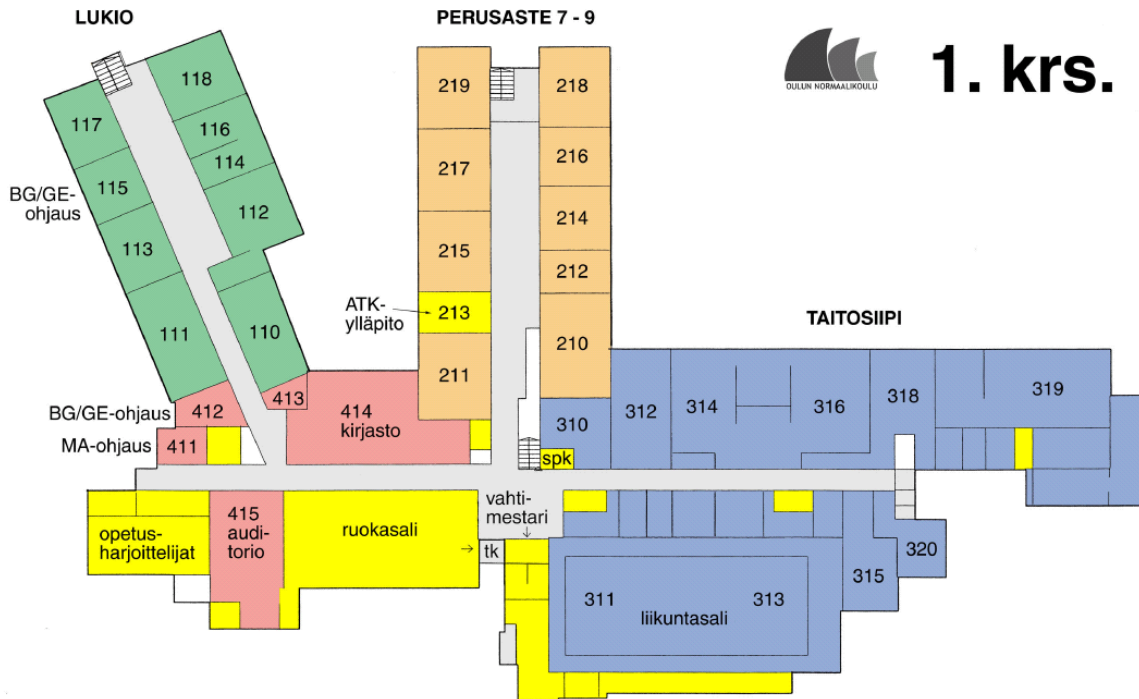 LUKIO
PERUSASTE 7 - 9
OULUN NORMAALIKOULU
1. krs.
118
117
116
114
115
BG/GE-
ohjaus
112
113
111
110
219
218
217
216
215
214
212
ATK-
ylläpito
213
210
211
TAITOSIIPI
BG/GE-ohjaus
412
413
414
kirjasto
MA-ohjaus
411
310
spk
312
314
316
318
319
opetus-
harjoittelijat
415
audi-
torio
ruokasali
vahti-
mestari
tk
320
315
311
313
liikuntasali